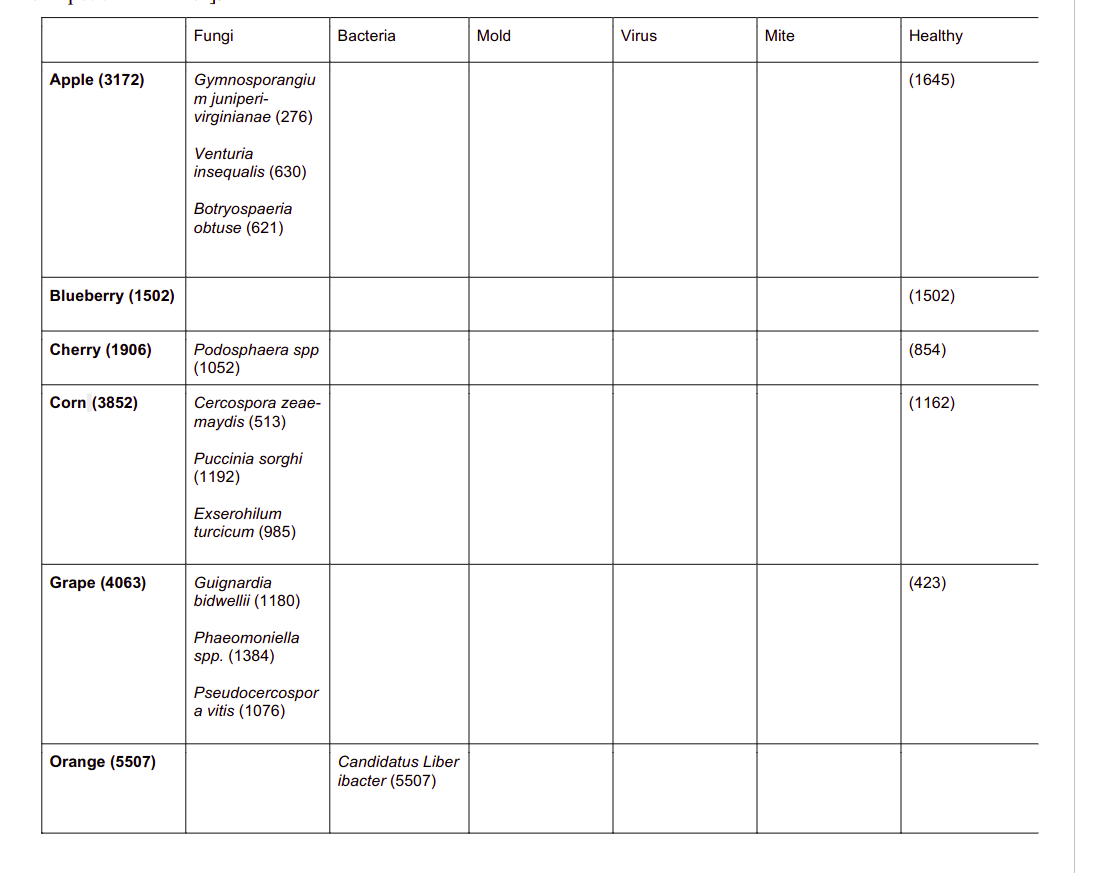 Fungi Bacteria Mold Virus Mite Healthy
Apple (3172) Gymnosporangiu (1645)
m juniperi-
virginianae (276)
Venturia
insequalis (630)
Botryospaeria
obtuse (621)
Blueberry (1502) (1502)
Cherry (1906) Podosphaera spp (854)
(1052)
Corn (3852) Cercospora zeae- (1162)
maydis (513)
Puccinia sorghi
(1192)
Exserohilum
turcicum (985)
Grape (4063) Guignardia (423)
bidwellii (1180)
Phaeomoniella
spp. (1384)
Pseudocercospor
a vitis (1076)
Orange (5507) Candidatus Liber
ibacter (5507)